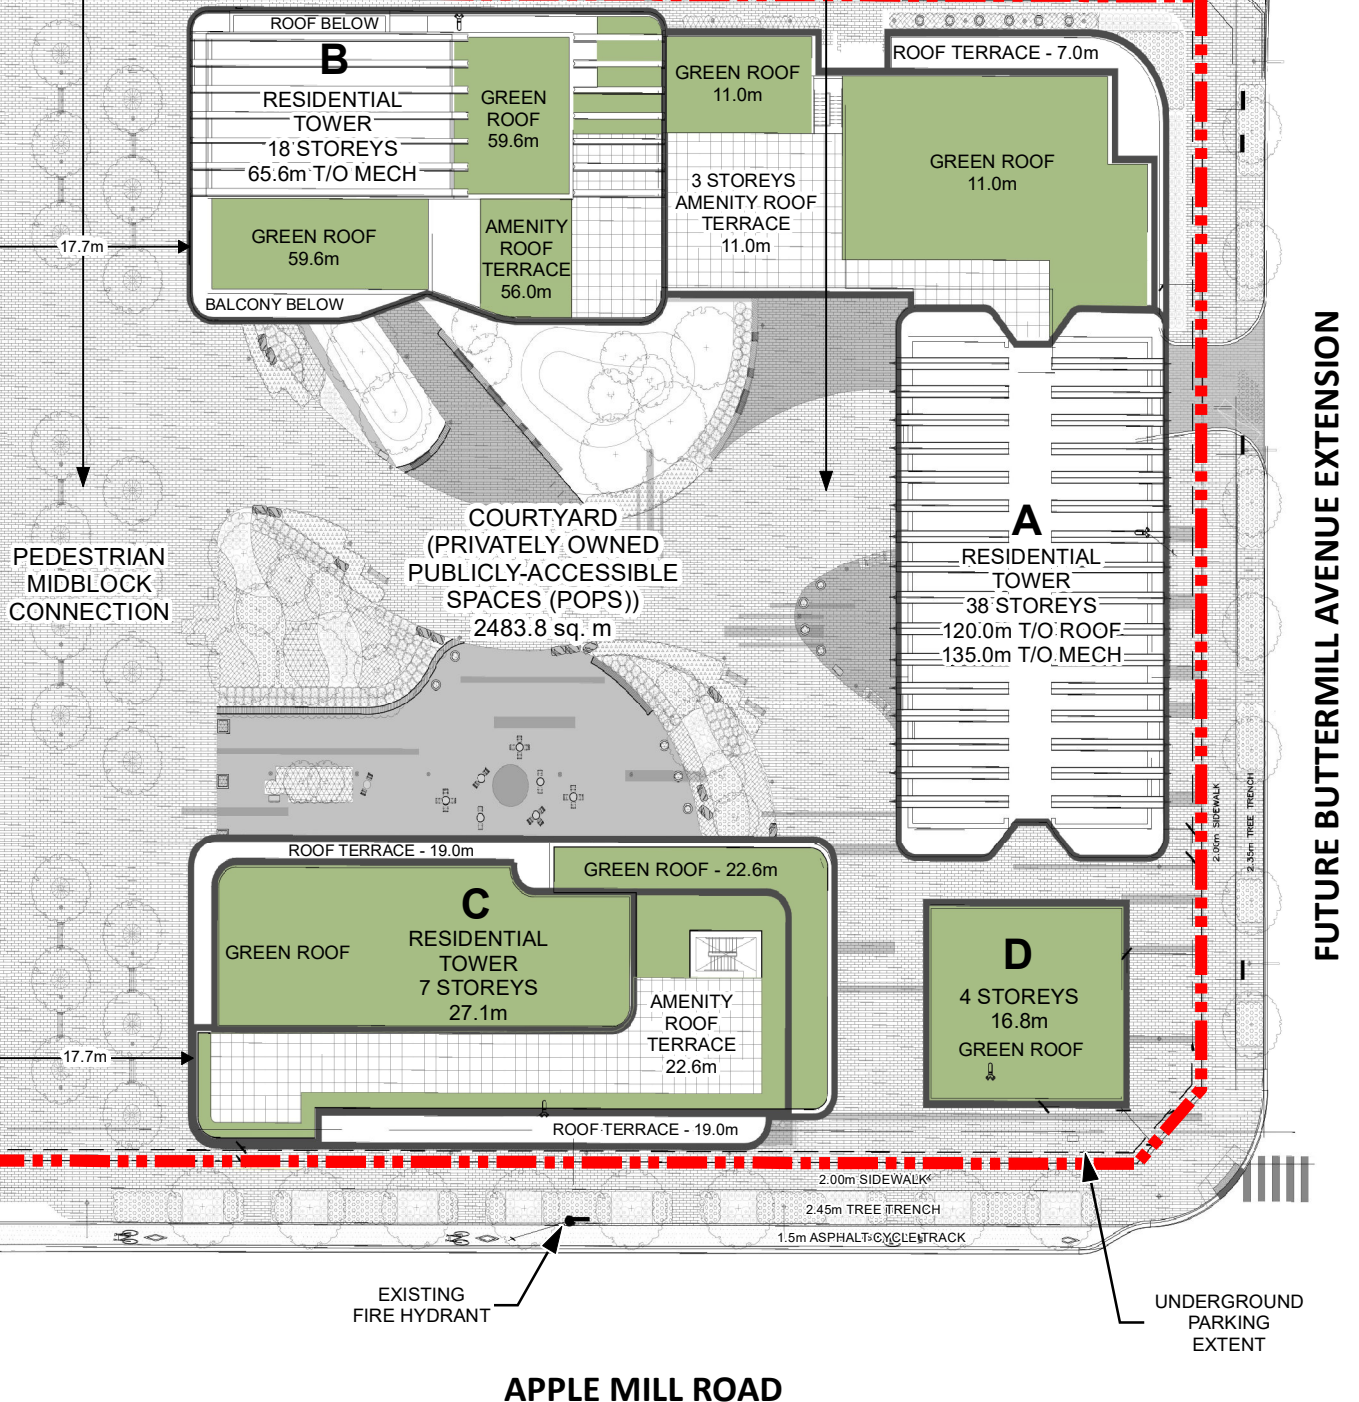 ROOF BELOW
B
RESIDENTIAL
TOWER
18 STOREYS
65.6m T/O MECH
GREEN
ROOF
59.6m
GREEN ROOF
59.6m
AMENITY
ROOF
TERRACE
56.0m
BALCONY BELOW
17.7m
GREEN ROOF
11.0m
ROOF TERRACE - 7.0m
GREEN ROOF
11.0m
3 STOREYS
AMENITY ROOF
TERRACE
11.0m
A
RESIDENTIAL
TOWER
38 STOREYS
120.0m T/O ROOF
135.0m T/O MECH
COURTYARD
(PRIVATELY OWNED
PUBLICLY-ACCESSIBLE
SPACES (POPS))
2483.8 sq. m
PEDESTRIAN
MIDBLOCK
CONNECTION
FUTURE BUTTERMILL AVENUE EXTENSION
2.00m SIDEWALK
2.35m TREE TRENCH
ROOF TERRACE - 19.0m
GREEN ROOF - 22.6m
C
RESIDENTIAL
TOWER
7 STOREYS
27.1m
GREEN ROOF
AMENITY
ROOF
TERRACE
22.6m
ROOF TERRACE - 19.0m
17.7m
D
4 STOREYS
16.8m
GREEN ROOF
2.00m SIDEWALK
2.45m TREE TRENCH
1.5m ASPHALT CYCLE TRACK
EXISTING
FIRE HYDRANT
UNDERGROUND
PARKING
EXTENT
APPLE MILL ROAD